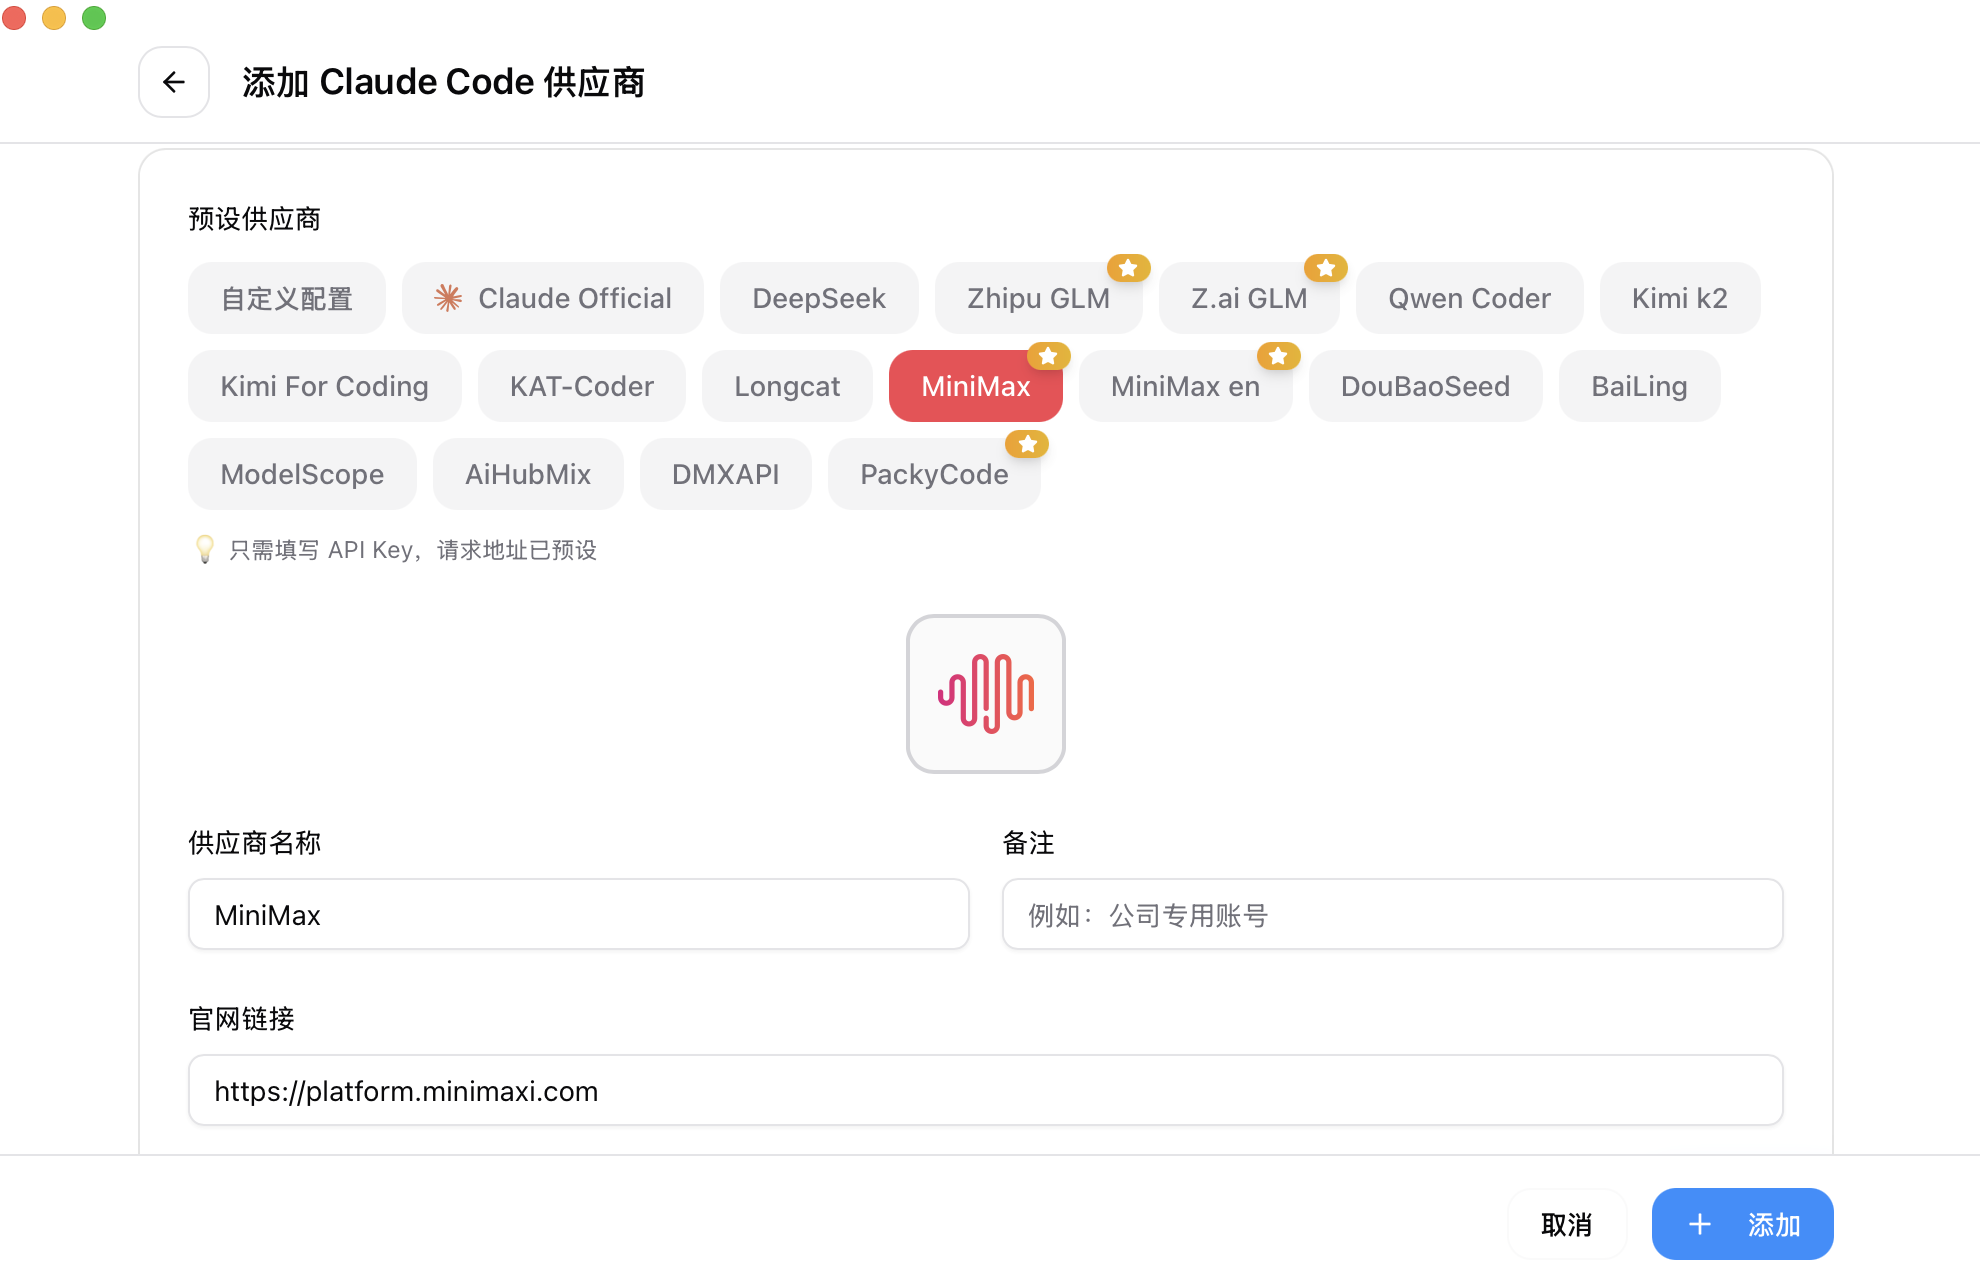 添加 Claude Code 供应商
预设供应商
自定义配置 Claude Official DeepSeek Zhipu GLM Z.ai GLM Qwen Coder Kimi k2
Kimi For Coding KAT-Coder Longcat MiniMax MiniMax en DouBaoSeed BaiLing
ModelScope AiHubMix DMXAPI PackyCode
只需填写 API Key，请求地址已预设
供应商名称 备注
MiniMax 例如：公司专用账号
官网链接
https://platform.minimaxi.com
取消 添加